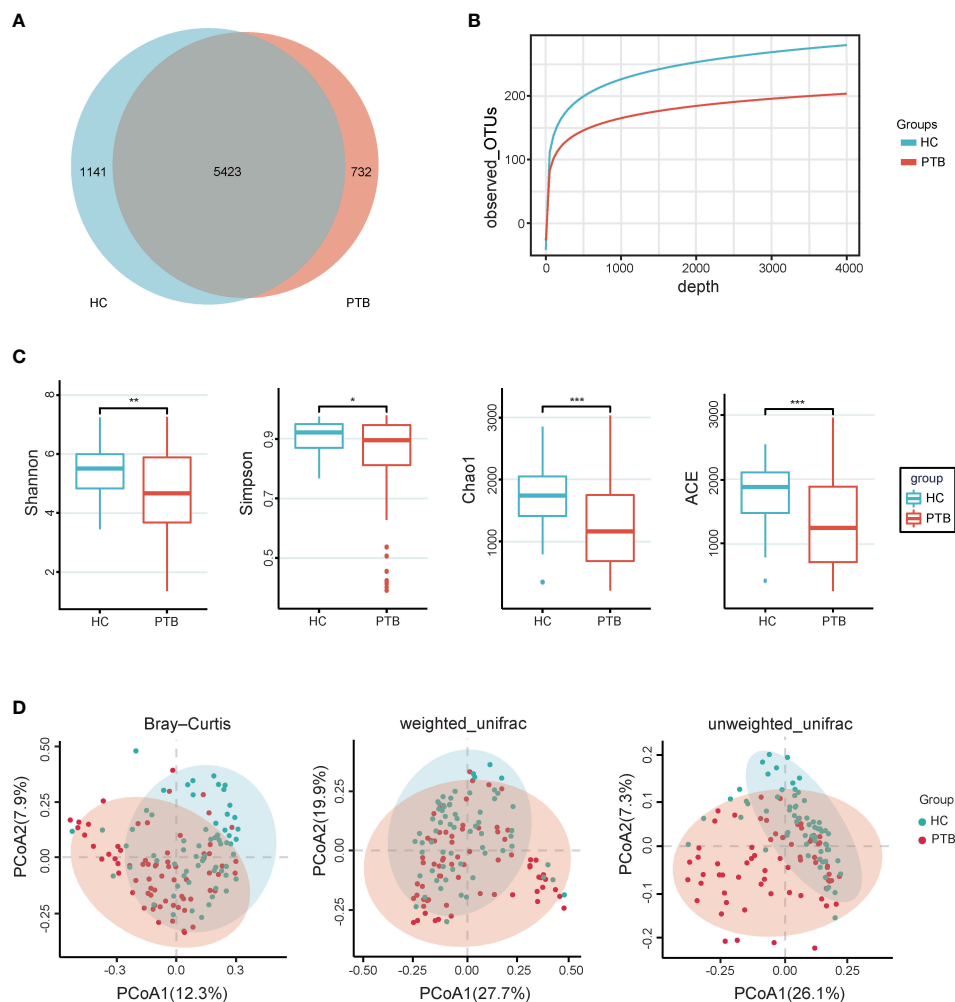 A
1141
5423
732
HC
PTB
B
observed_OTUs
200
100
0
0
1000
2000
3000
4000
depth
Groups
HC
PTB
C
Shannon
8
6
4
2
**
HC
PTB
Simpson
0.9
0.7
0.5
*
HC
PTB
Chao1
3000
2000
1000
***
HC
PTB
ACE
3000
2000
1000
***
HC
PTB
group
HC
PTB
D
Bray–Curtis
PCoA2(7.9%)
0.50
0.25
0.00
-0.25
-0.3
0.0
0.3
PCoA1(12.3%)
weighted_unifrac
PCoA2(19.9%)
0.25
0.00
-0.25
-0.50
-0.25
0.00
0.25
0.50
PCoA1(27.7%)
unweighted_unifrac
PCoA2(7.3%)
0.2
0.1
0.0
-0.1
-0.2
-0.50
-0.25
0.00
0.25
0.50
PCoA1(26.1%)
Group
HC
PTB